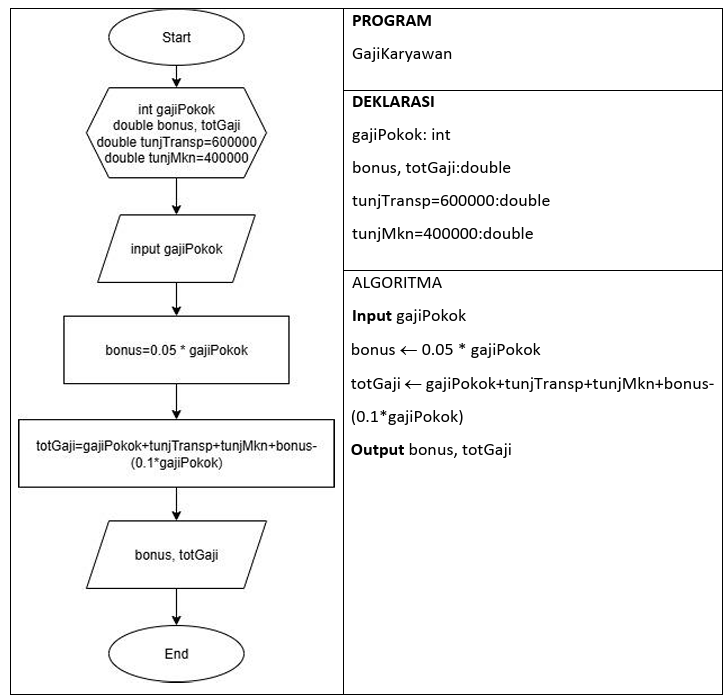 Start
int gajiPokok
double bonus, totGaji
double tunjTransp=600000
double tunjMkn=400000
input gajiPokok
bonus=0.05 * gajiPokok
totGaji=gajiPokok+tunjTransp+tunjMkn+bonus-
(0.1*gajiPokok)
bonus, totGaji
End
PROGRAM
GajiKaryawan
DEKLARASI
gajiPokok: int
bonus, totGaji:double
tunjTransp=600000:double
tunjMkn=400000:double
ALGORITMA
Input gajiPokok
bonus ← 0.05 * gajiPokok
totGaji ← gajiPokok+tunjTransp+tunjMkn+bonus-
(0.1*gajiPokok)
Output bonus, totGaji